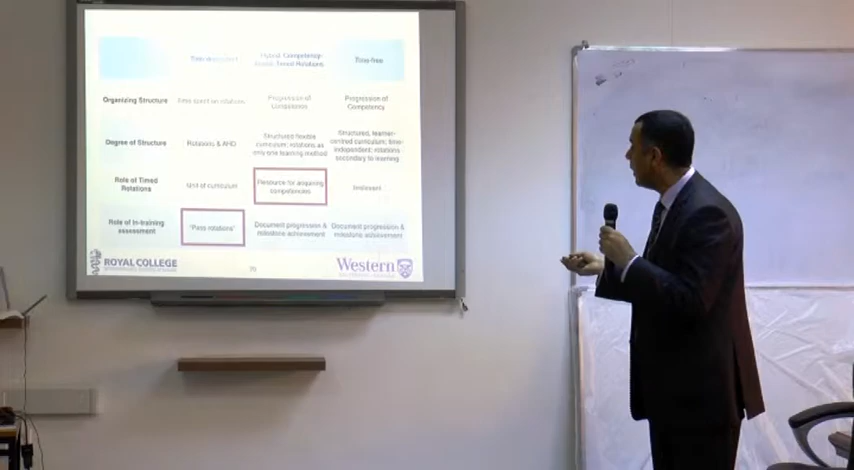 Time-free
Hybrid: Competency-
based, Timed Rotations
Organizing Structure
Time spent on rotations
Progression of
Competence
Progression of
Competency
Degree of Structure
Rotations & AHD
Structured flexible
curriculum; rotations as
only one learning method
Structured, learner-
centred curriculum; time-
independent; rotations
secondary to learning
Role of Timed
Rotations
Unit of curriculum
Resource for acquiring
competencies
Irrelevant
Role of In-training
assessment
"Pass rotations"
Document progression &
milestone achievement
Document progression &
milestone achievement
ROYAL COLLEGE
Western